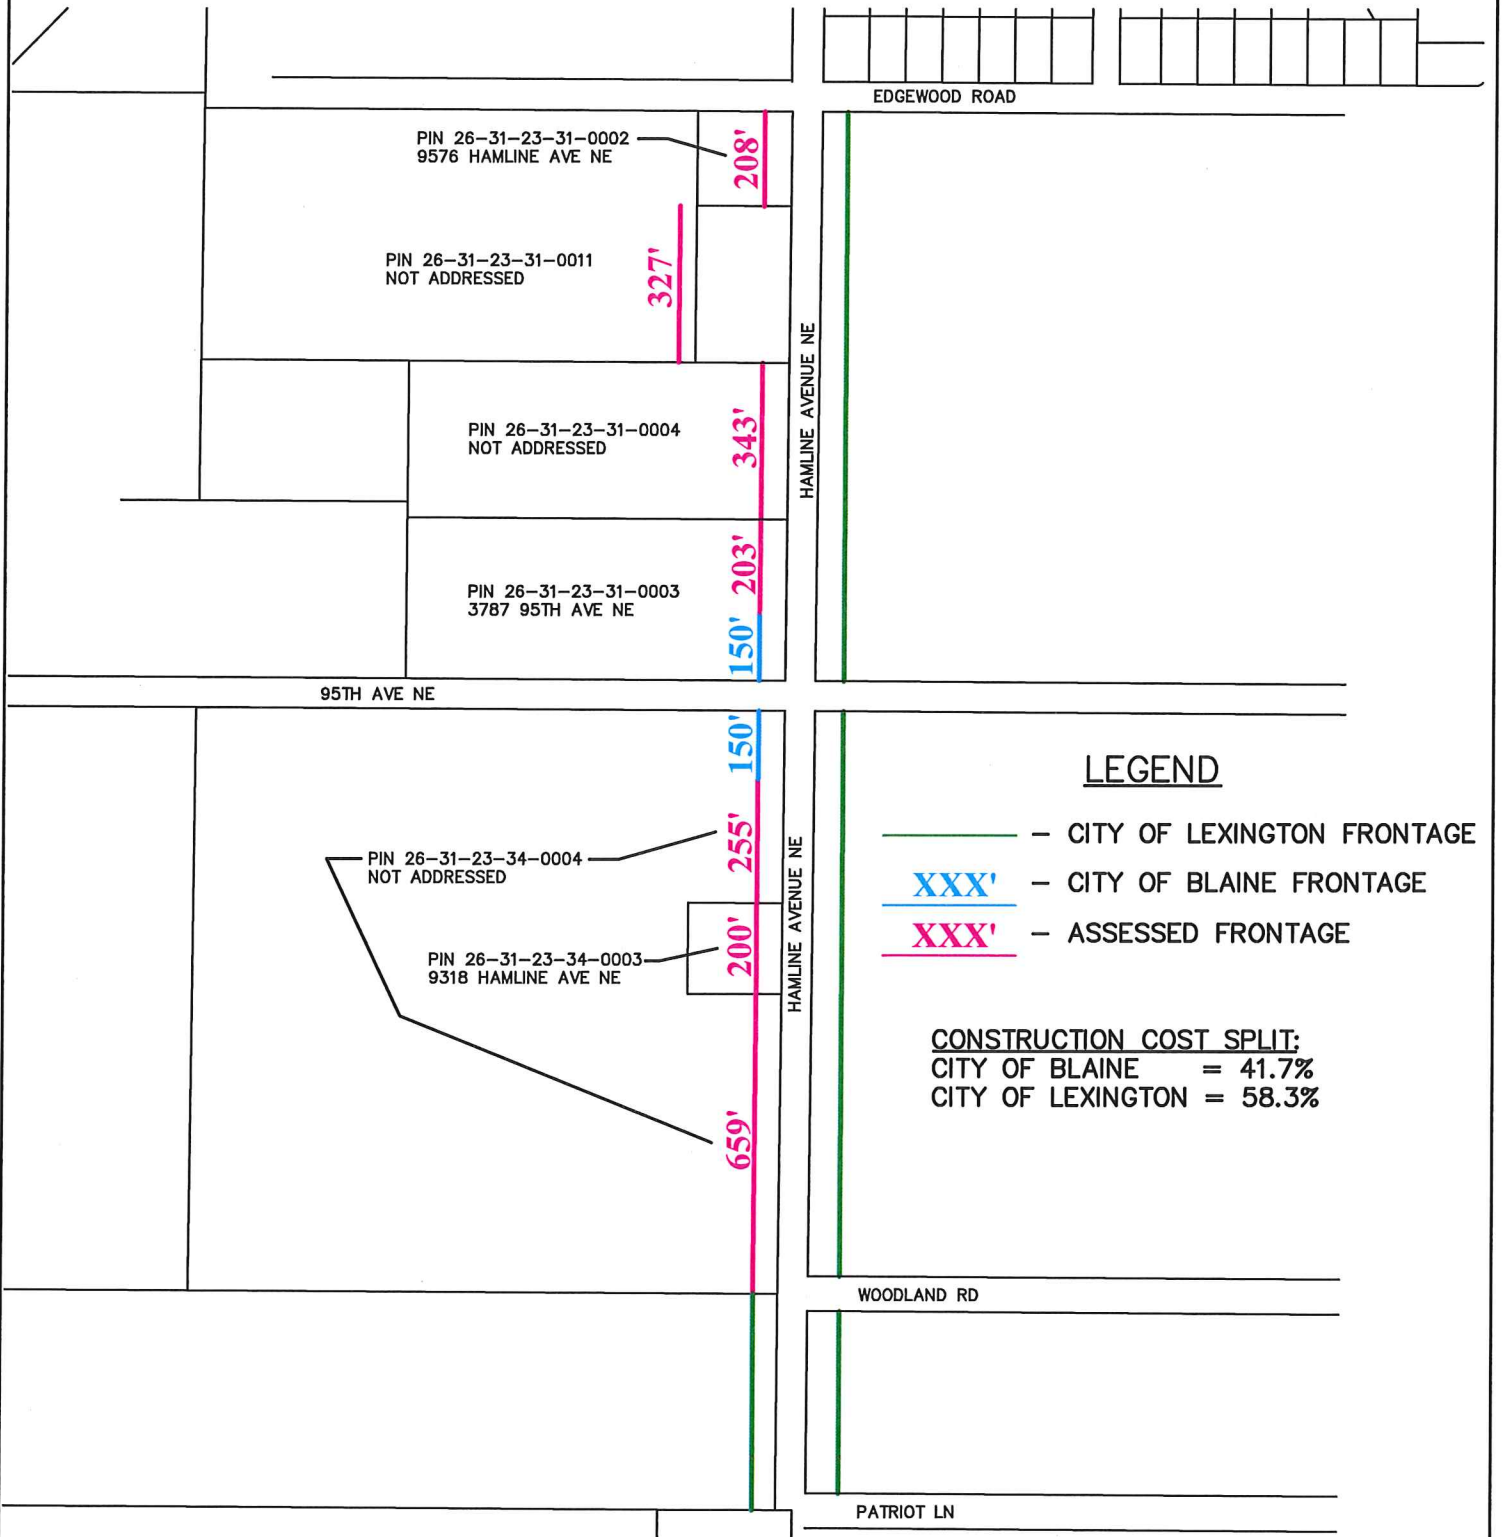 EDGEWOOD ROAD
PIN 26-31-23-31-0002
9576 HAMLINE AVE NE
208'
PIN 26-31-23-31-0011
NOT ADDRESSED
327'
HAMLINE AVENUE NE
PIN 26-31-23-31-0004
NOT ADDRESSED
343'
PIN 26-31-23-31-0003
3787 95TH AVE NE
203'
150'
95TH AVE NE
150'
LEGEND
- CITY OF LEXINGTON FRONTAGE
XXX' - CITY OF BLAINE FRONTAGE
XXX' - ASSESSED FRONTAGE
255'
PIN 26-31-23-34-0004
NOT ADDRESSED
HAMLINE AVENUE NE
200'
PIN 26-31-23-34-0003
9318 HAMLINE AVE NE
CONSTRUCTION COST SPLIT:
CITY OF BLAINE = 41.7%
CITY OF LEXINGTON = 58.3%
659'
WOODLAND RD
PATRIOT LN